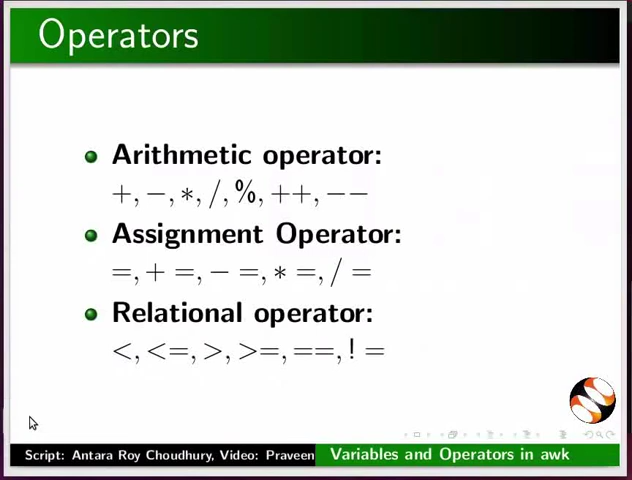 Operators
Arithmetic operator:
+, −, ∗, /, %, ++, −−
Assignment Operator:
=, + =, − =, ∗ =, / =
Relational operator:
<, <=, >, >=, ==, ! =
Script: Antara Roy Choudhury, Video: Praveen
Variables and Operators in awk